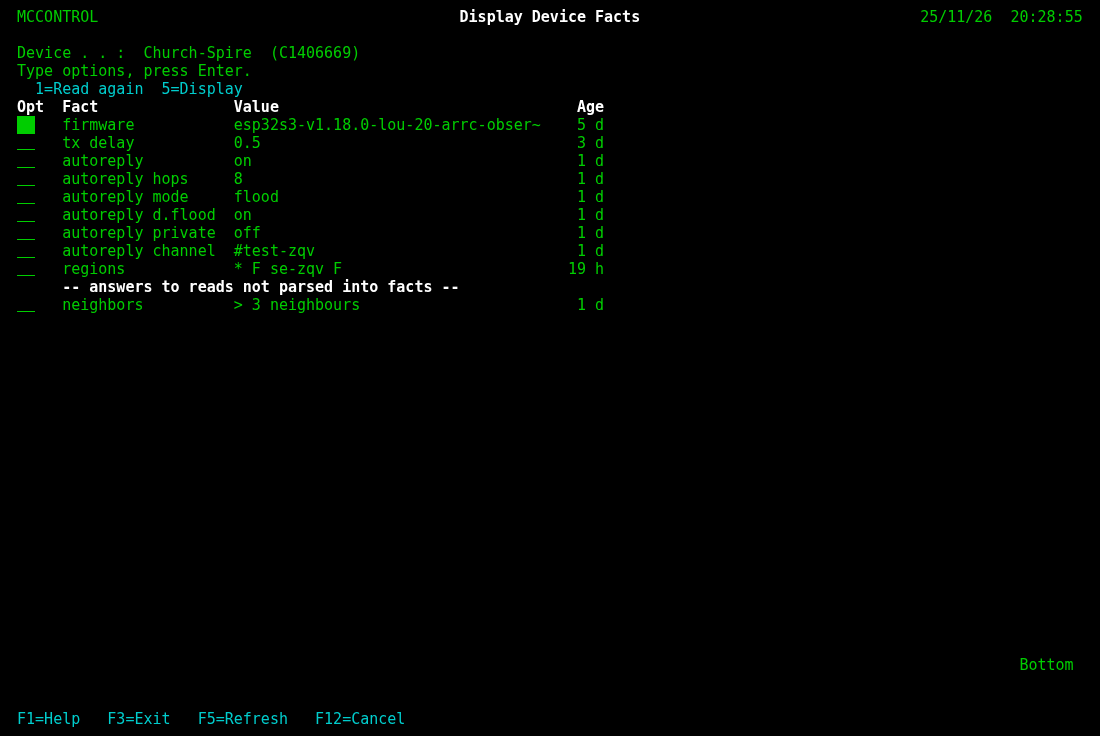 MCCONTROL Display Device Facts 25/11/26 20:28:55
Device . . : Church-Spire (C1406669)
Type options, press Enter.
1=Read again 5=Display
Opt Fact Value Age
firmware esp32s3-v1.18.0-lou-20-arrc-obser~ 5 d
__ tx delay 0.5 3 d
__ autoreply on 1 d
__ autoreply hops 8 1 d
__ autoreply mode flood 1 d
__ autoreply d.flood on 1 d
__ autoreply private off 1 d
__ autoreply channel #test-zqv 1 d
__ regions * F se-zqv F 19 h
-- answers to reads not parsed into facts --
__ neighbors > 3 neighbours 1 d
Bottom
F1=Help F3=Exit F5=Refresh F12=Cancel